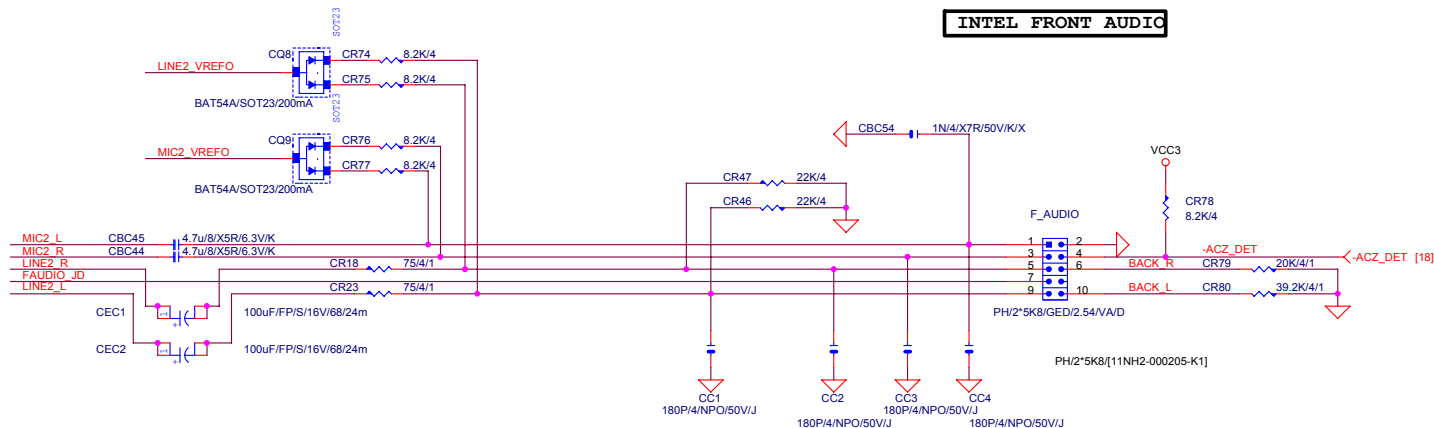 INTEL FRONT AUDIO
SOT23
CQ8
CR74 8.2K/4
LINE2_VREFO
CR75 8.2K/4
BAT54A/SOT23/200mA
SOT23
CQ9
CR76 8.2K/4
MIC2_VREFO
CR77 8.2K/4
BAT54A/SOT23/200mA
CBC54 1N/4/X7R/50V/K/X
VCC3
CR47 22K/4
CR46 22K/4
CR78
8.2K/4
F_AUDIO
MIC2_L CBC45 4.7u/8/X5R/6.3V/K
MIC2_R CBC44 4.7u/8/X5R/6.3V/K
LINE2_R CR18 75/4/1
FAUDIO_JD
LINE2_L CR23 75/4/1
1 2
3 4 -ACZ_DET -ACZ_DET [18]
5 6 BACK_R CR79 20K/4/1
7
9 10 BACK_L CR80 39.2K/4/1
CEC1 1 + 100uF/FP/S/16V/68/24m
CEC2 1 + 100uF/FP/S/16V/68/24m
PH/2*5K8/GED/2.54/VA/D
PH/2*5K8/[11NH2-000205-K1]
CC1
180P/4/NPO/50V/J
CC2
180P/4/NPO/50V/J
CC3
180P/4/NPO/50V/J
CC4
180P/4/NPO/50V/J